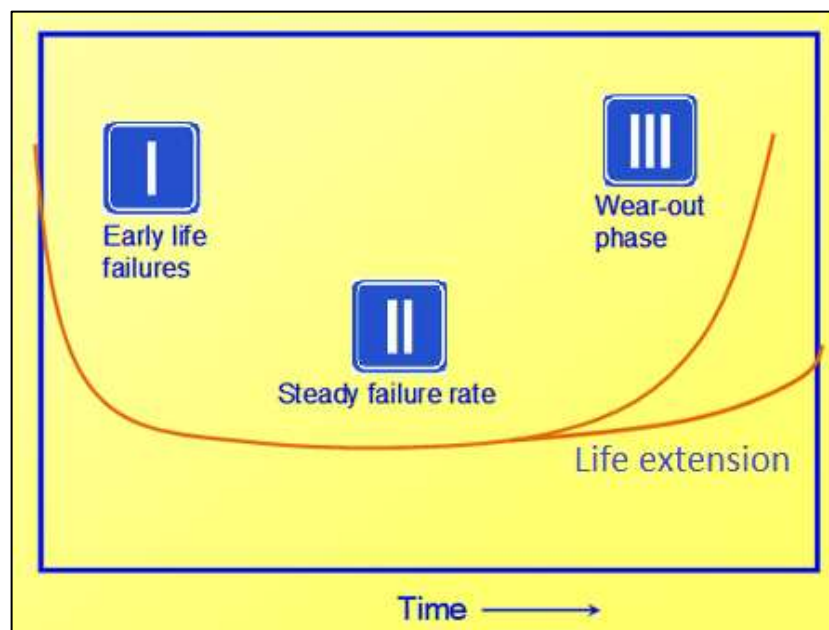 I
Early life
failures
II
Steady failure rate
III
Wear-out
phase
Life extension
Time